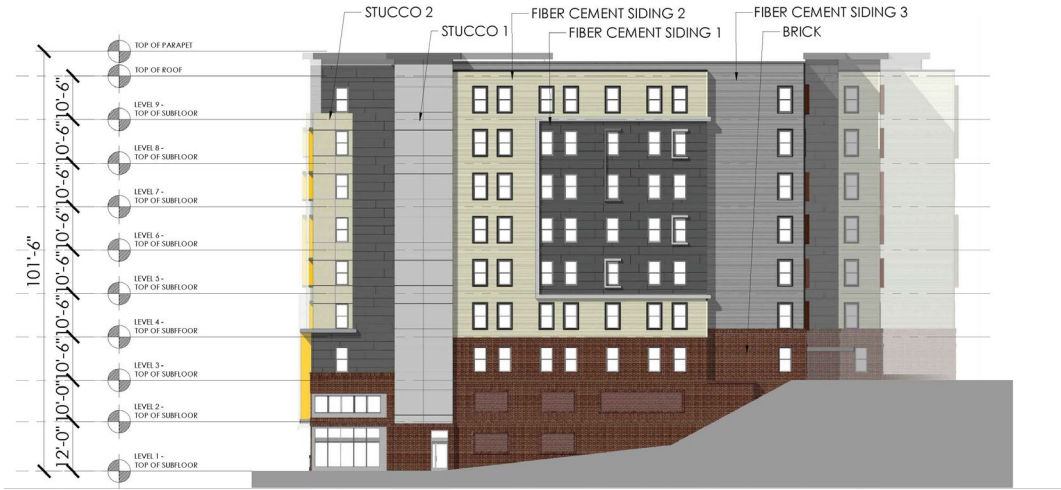 STUCCO 2
STUCCO 1
FIBER CEMENT SIDING 2
FIBER CEMENT SIDING 1
FIBER CEMENT SIDING 3
BRICK
TOP OF PARAPET
TOP OF ROOF
LEVEL 9 -
TOP OF SUBFLOOR
LEVEL 8 -
TOP OF SUBFLOOR
LEVEL 7 -
TOP OF SUBFLOOR
LEVEL 6 -
TOP OF SUBFLOOR
LEVEL 5 -
TOP OF SUBFLOOR
LEVEL 4 -
TOP OF SUBFFLOOR
LEVEL 3 -
TOP OF SUBFLOOR
LEVEL 2 -
TOP OF SUBFLOOR
LEVEL 1 -
TOP OF SUBFLOOR
101'-6"
10'-6"
10'-6"
10'-6"
10'-6"
10'-6"
10'-6"
10'-6"
10'-0"
12'-0"